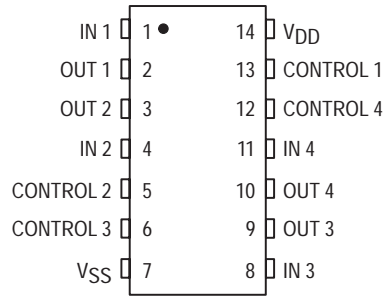 IN 1 1 14 VDD
OUT 1 2 13 CONTROL 1
OUT 2 3 12 CONTROL 4
IN 2 4 11 IN 4
CONTROL 2 5 10 OUT 4
CONTROL 3 6 9 OUT 3
VSS 7 8 IN 3